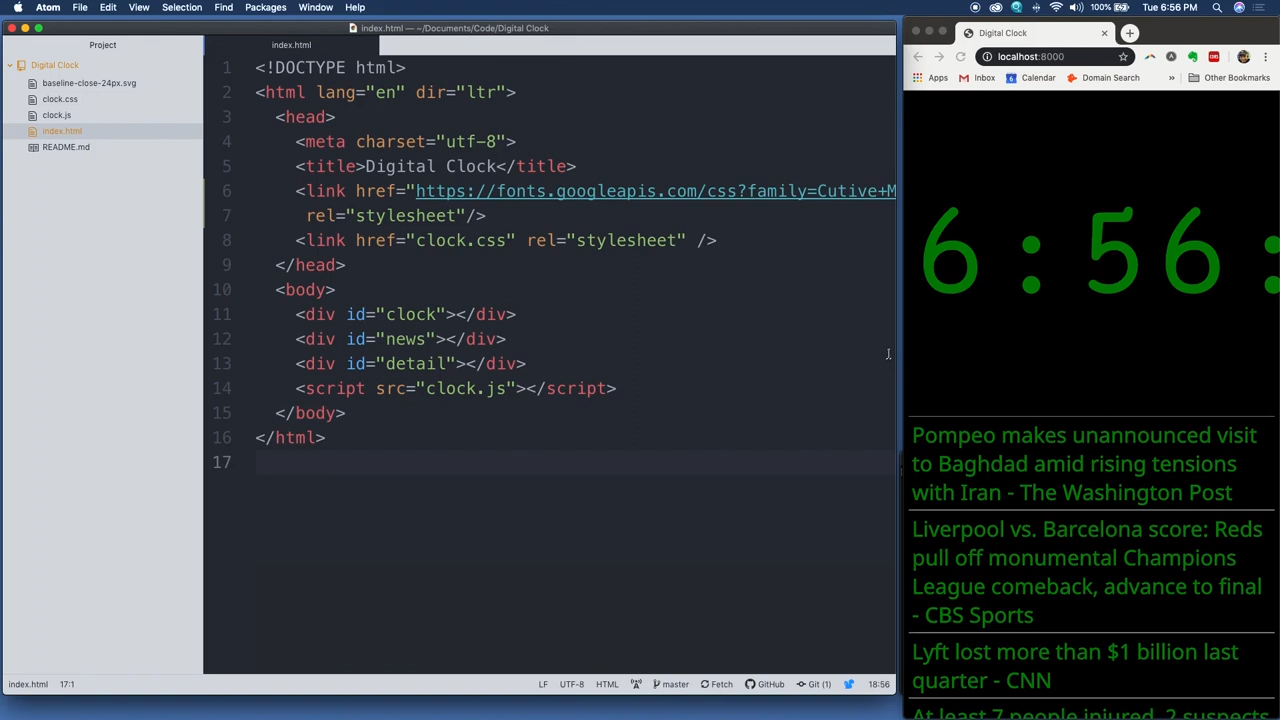 Atom File Edit View Selection Find Packages Window Help 100% Tue 6:56 PM
index.html — ~/Documents/Code/Digital Clock
Project
Digital Clock
baseline-close-24px.svg
clock.css
clock.js
index.html
README.md
index.html
1 <!DOCTYPE html>
2 <html lang="en" dir="ltr">
3 <head>
4 <meta charset="utf-8">
5 <title>Digital Clock</title>
6 <link href="https://fonts.googleapis.com/css?family=Cutive+M
7 rel="stylesheet"/>
8 <link href="clock.css" rel="stylesheet" />
9 </head>
10 <body>
11 <div id="clock"></div>
12 <div id="news"></div>
13 <div id="detail"></div>
14 <script src="clock.js"></script>
15 </body>
16 </html>
17
index.html 17:1 LF UTF-8 HTML master Fetch GitHub Git (1) 18:56
Digital Clock
localhost:8000
Apps Inbox 6 Calendar Domain Search » Other Bookmarks
6:56:
Pompeo makes unannounced visit
to Baghdad amid rising tensions
with Iran - The Washington Post
Liverpool vs. Barcelona score: Reds
pull off monumental Champions
League comeback, advance to final
- CBS Sports
Lyft lost more than $1 billion last
quarter - CNN
At least 7 people injured, 2 suspects